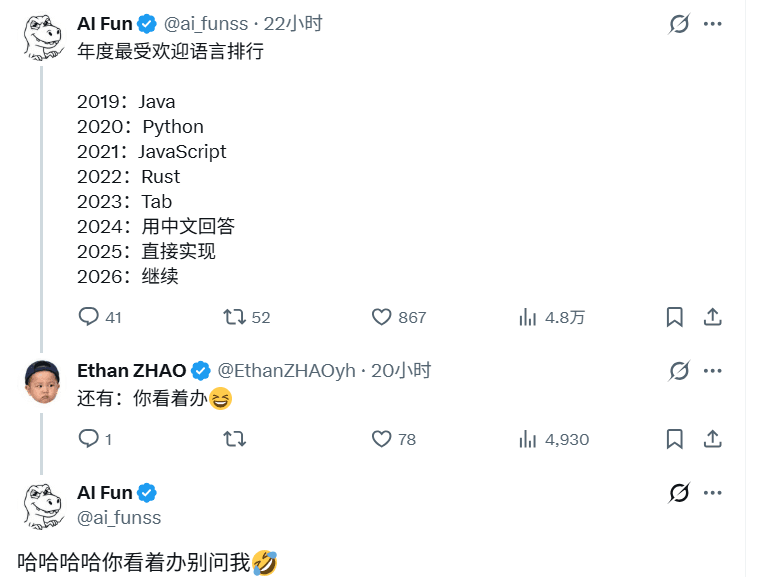 AI Fun @ai_funss · 22小时
年度最受欢迎语言排行
2019：Java
2020：Python
2021：JavaScript
2022：Rust
2023：Tab
2024：用中文回答
2025：直接实现
2026：继续
41 52 867 4.8万
Ethan ZHAO @EthanZHAOyh · 20小时
还有：你看着办😆
1 78 4,930
AI Fun
@ai_funss
哈哈哈哈你看着办别问我🤣